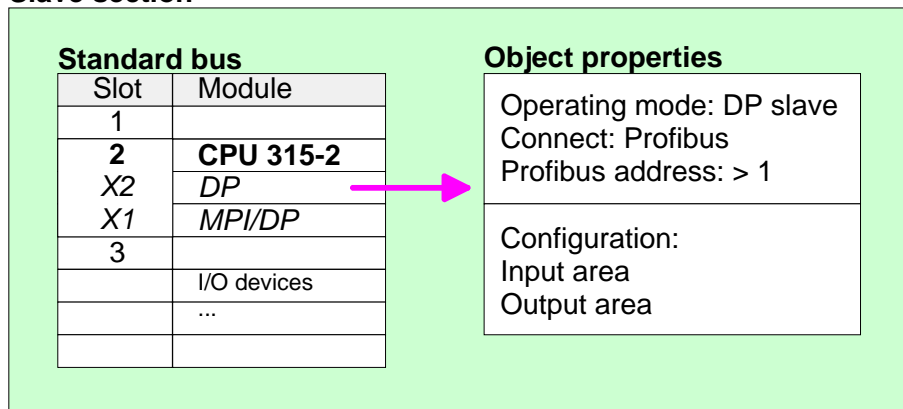 Slave section
Standard bus
Slot Module
1
2 CPU 315-2
X2 DP
X1 MPI/DP
3
I/O devices
...
Object properties
Operating mode: DP slave
Connect: Profibus
Profibus address: > 1
Configuration:
Input area
Output area